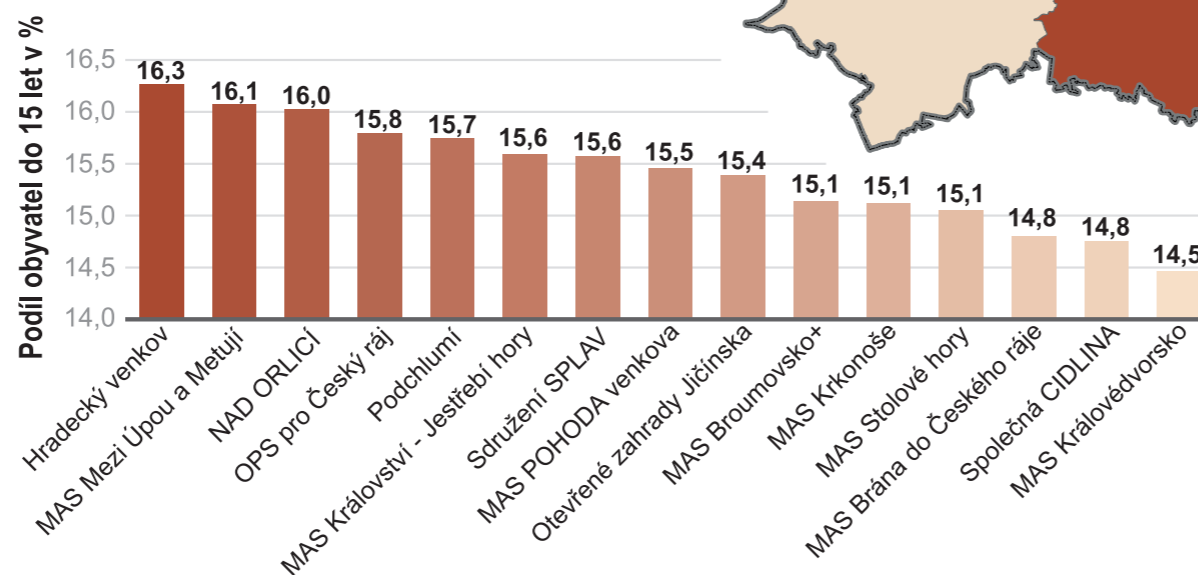 Podíl obyvatel do 15 let v %
16,5
16,0
15,5
15,0
14,5
14,0
16,3
16,1
16,0
15,8
15,7
15,6
15,6
15,5
15,4
15,1
15,1
15,1
14,8
14,8
14,5
Hradecký venkov
MAS Mezi Úpou a Metují
NAD ORLICÍ
OPS pro Český ráj
Podchlumí
MAS Království - Jestřebí hory
Sdružení SPLAV
MAS POHODA venkova
Otevřené zahrady Jičínska
MAS Broumovsko+
MAS Krkonoše
MAS Stolové hory
MAS Brána do Českého ráje
Společná CIDLINA
MAS Královédvorsko